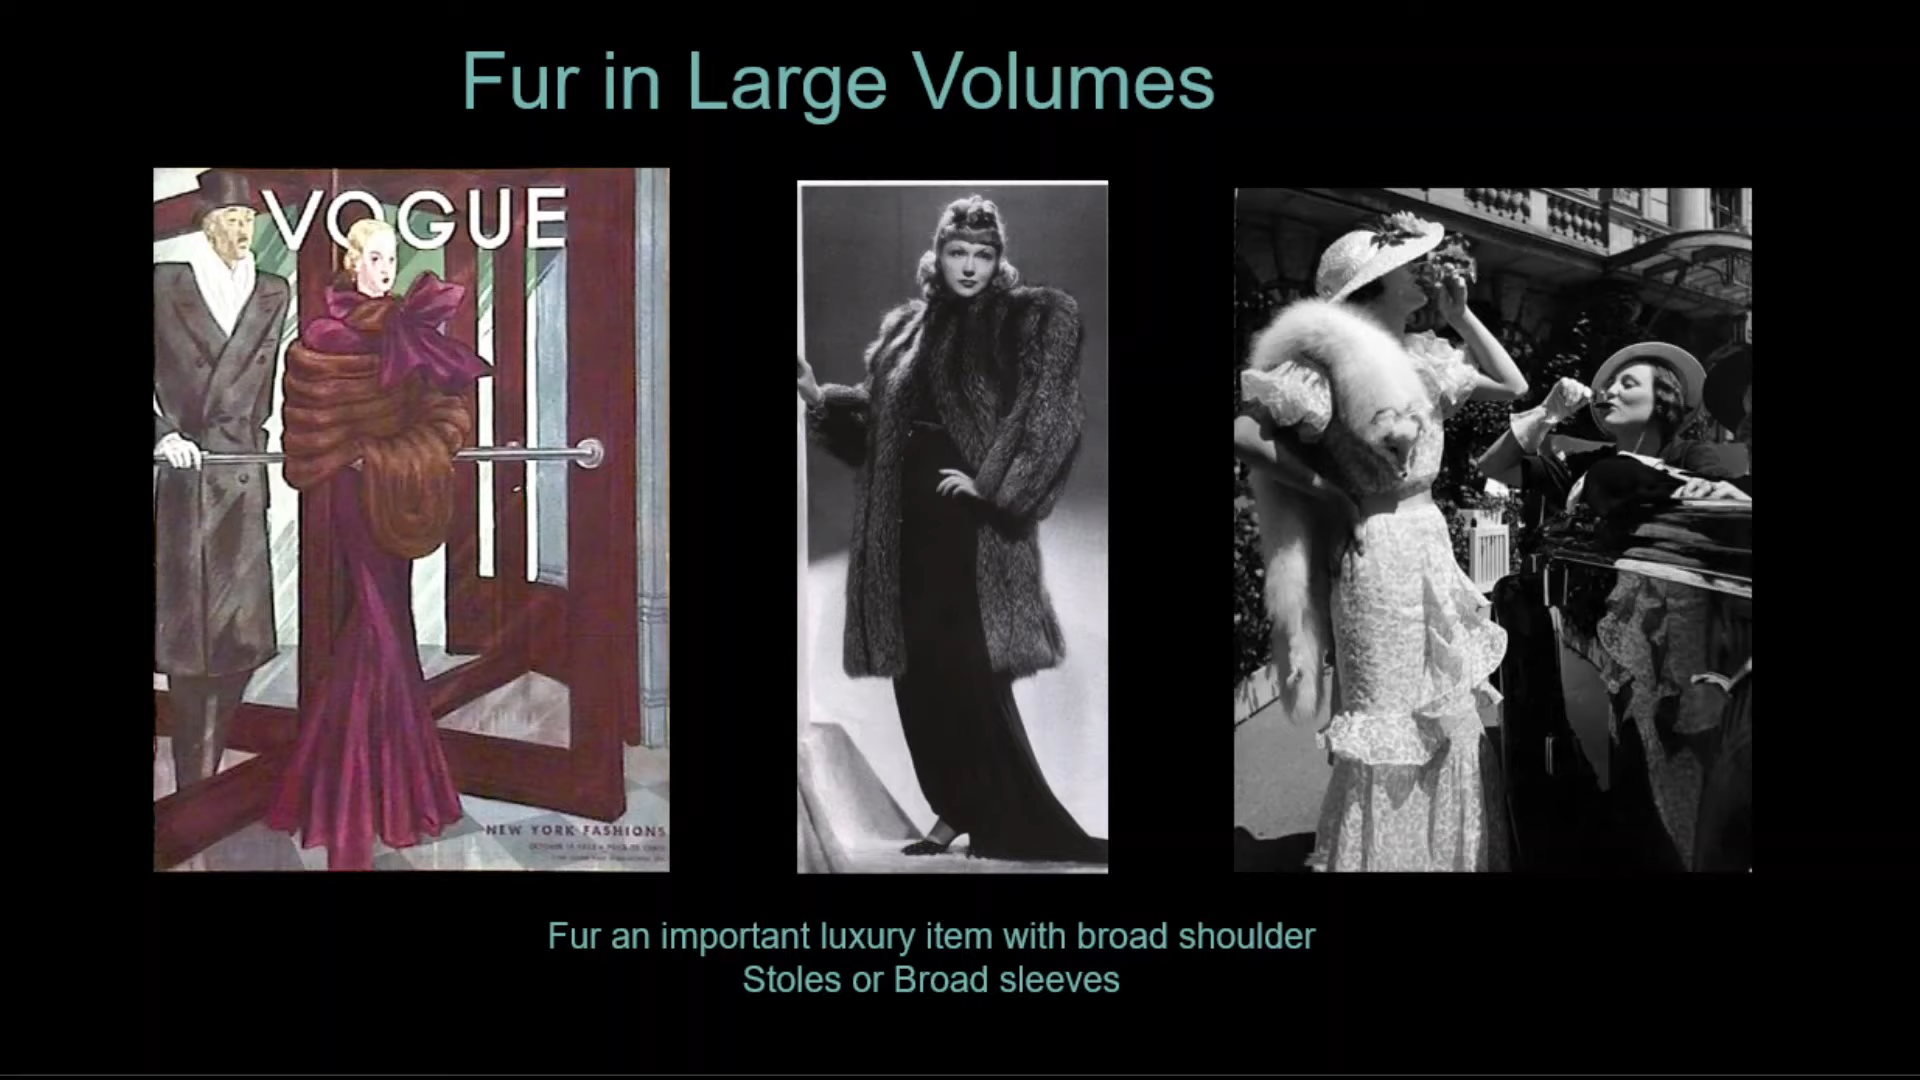 Fur in Large Volumes
VOGUE
NEW YORK FASHIONS
Fur an important luxury item with broad shoulder
Stoles or Broad sleeves